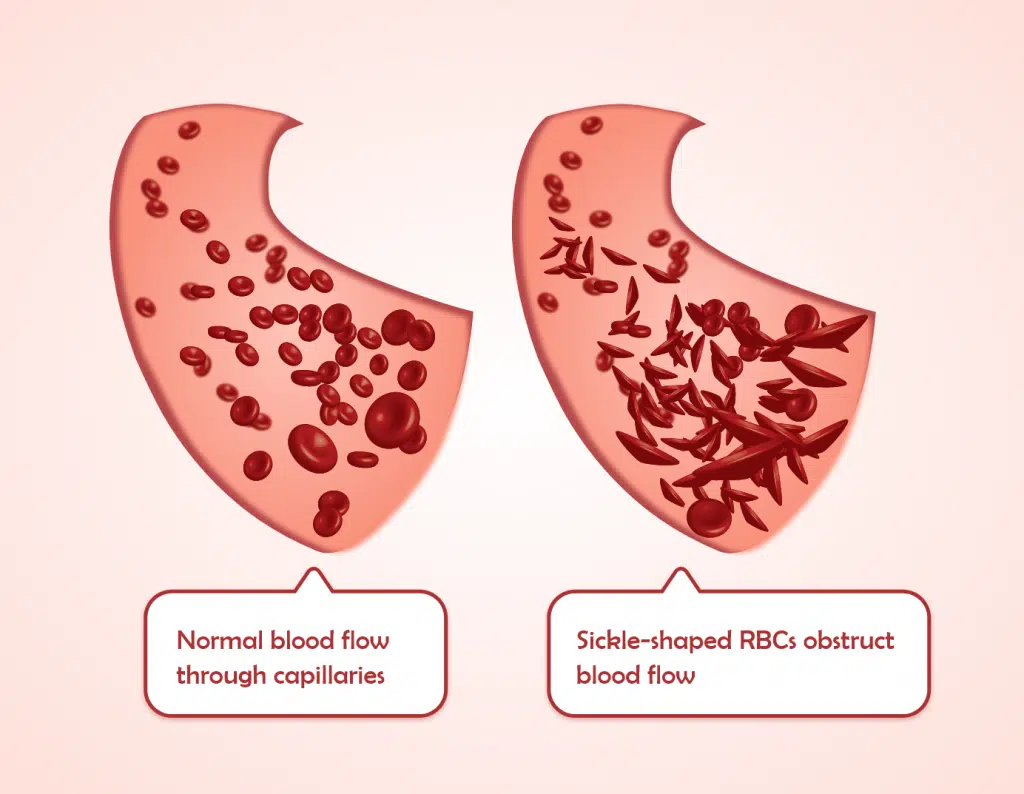 Normal blood flow
through capillaries
Sickle-shaped RBCs obstruct
blood flow